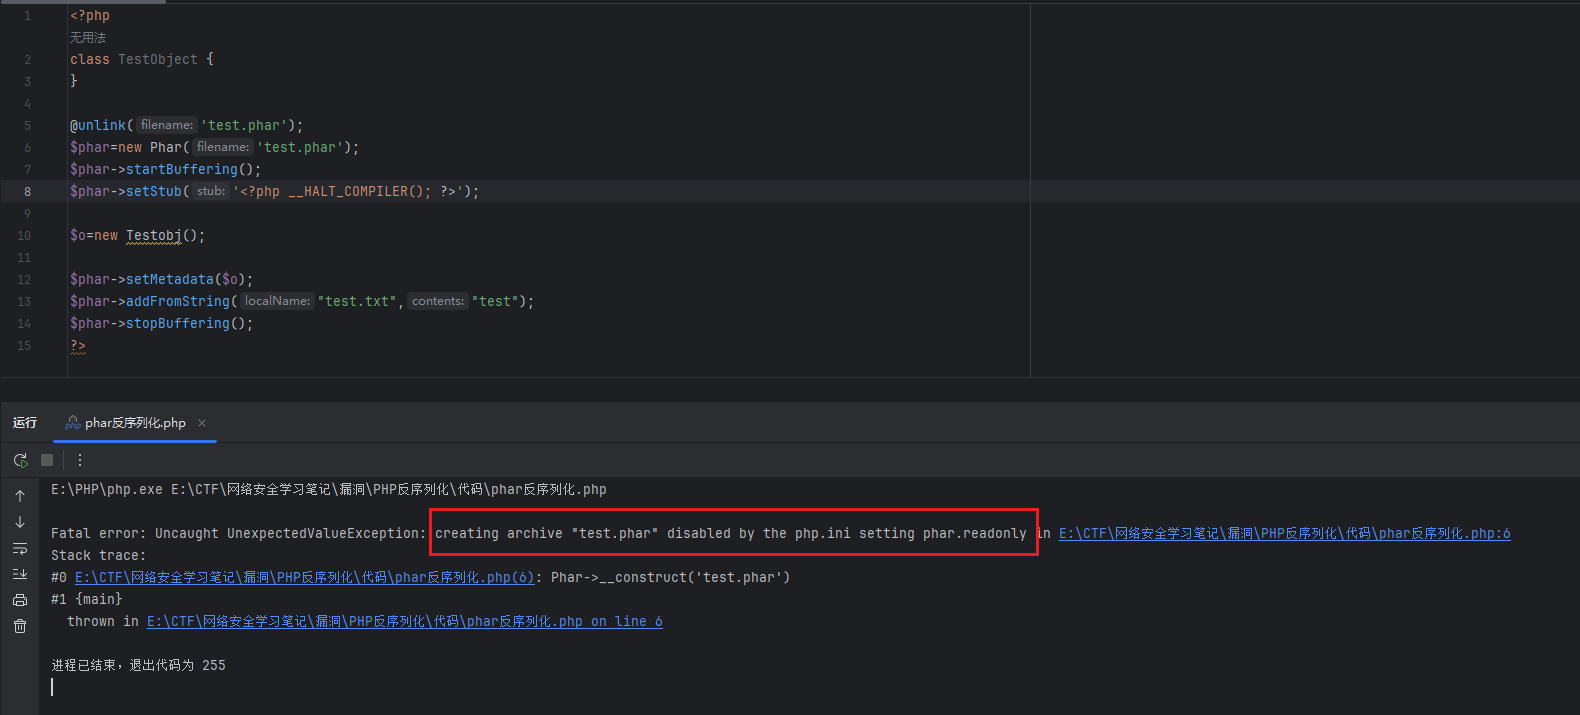 1 <?php
无用法
2 class TestObject {
3 }
4
5 @unlink( filename: 'test.phar');
6 $phar=new Phar( filename: 'test.phar');
7 $phar->startBuffering();
8 $phar->setStub( stub: '<?php __HALT_COMPILER(); ?>');
9
10 $o=new Testobj();
11
12 $phar->setMetadata($o);
13 $phar->addFromString( localName: "test.txt", contents: "test");
14 $phar->stopBuffering();
15 ?>
运行 phar反序列化.php ×
E:\PHP\php.exe E:\CTF\网络安全学习笔记\漏洞\PHP反序列化\代码\phar反序列化.php
Fatal error: Uncaught UnexpectedValueException: creating archive "test.phar" disabled by the php.ini setting phar.readonly in E:\CTF\网络安全学习笔记\漏洞\PHP反序列化\代码\phar反序列化.php:6
Stack trace:
#0 E:\CTF\网络安全学习笔记\漏洞\PHP反序列化\代码\phar反序列化.php(6): Phar->__construct('test.phar')
#1 {main}
thrown in E:\CTF\网络安全学习笔记\漏洞\PHP反序列化\代码\phar反序列化.php on line 6
进程已结束，退出代码为 255